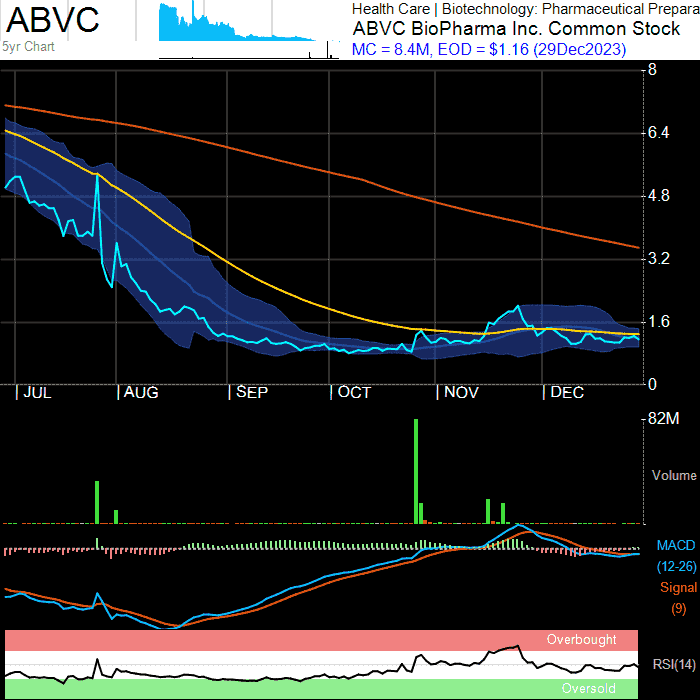 ABVC
5yr Chart
Health Care | Biotechnology: Pharmaceutical Prepara
ABVC BioPharma Inc. Common Stock
MC = 8.4M, EOD = $1.16 (29Dec2023)
8
6.4
4.8
3.2
1.6
0
JUL AUG SEP OCT NOV DEC
82M
Volume
MACD
(12-26)
Signal
(9)
Overbought
RSI(14)
Oversold